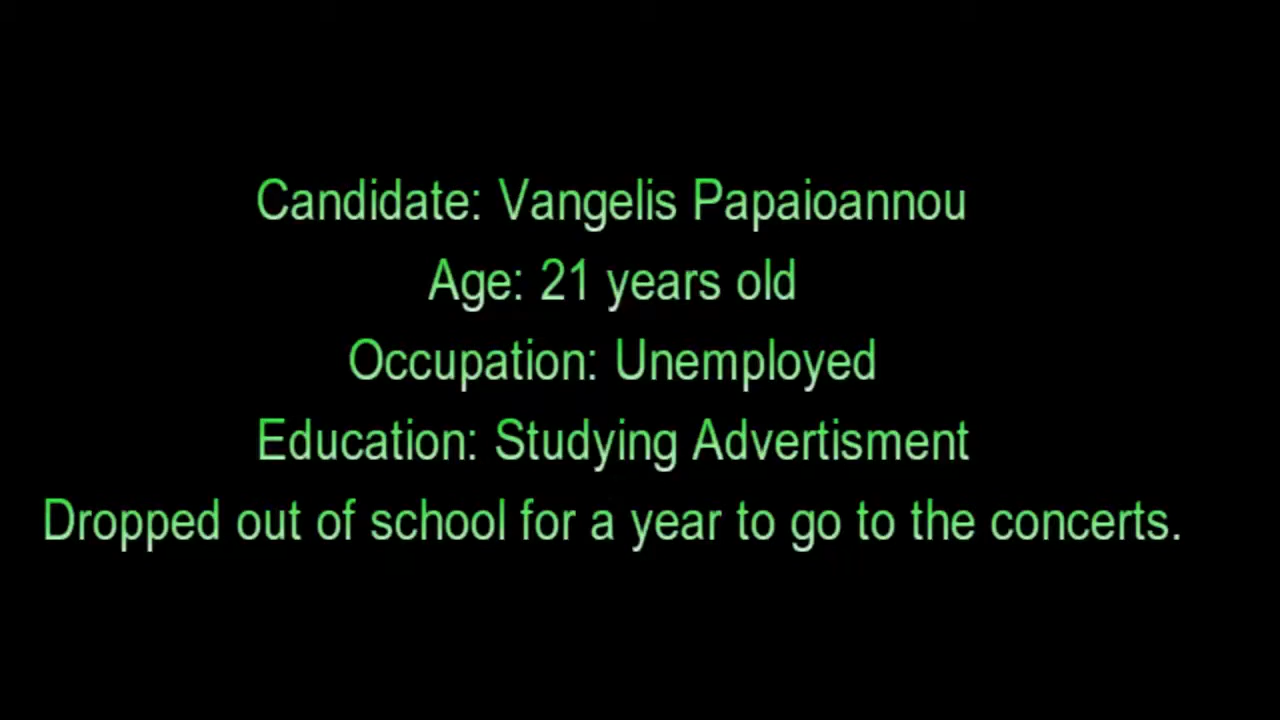 Candidate: Vangelis Papaioannou
Age: 21 years old
Occupation: Unemployed
Education: Studying Advertisment
Dropped out of school for a year to go to the concerts.